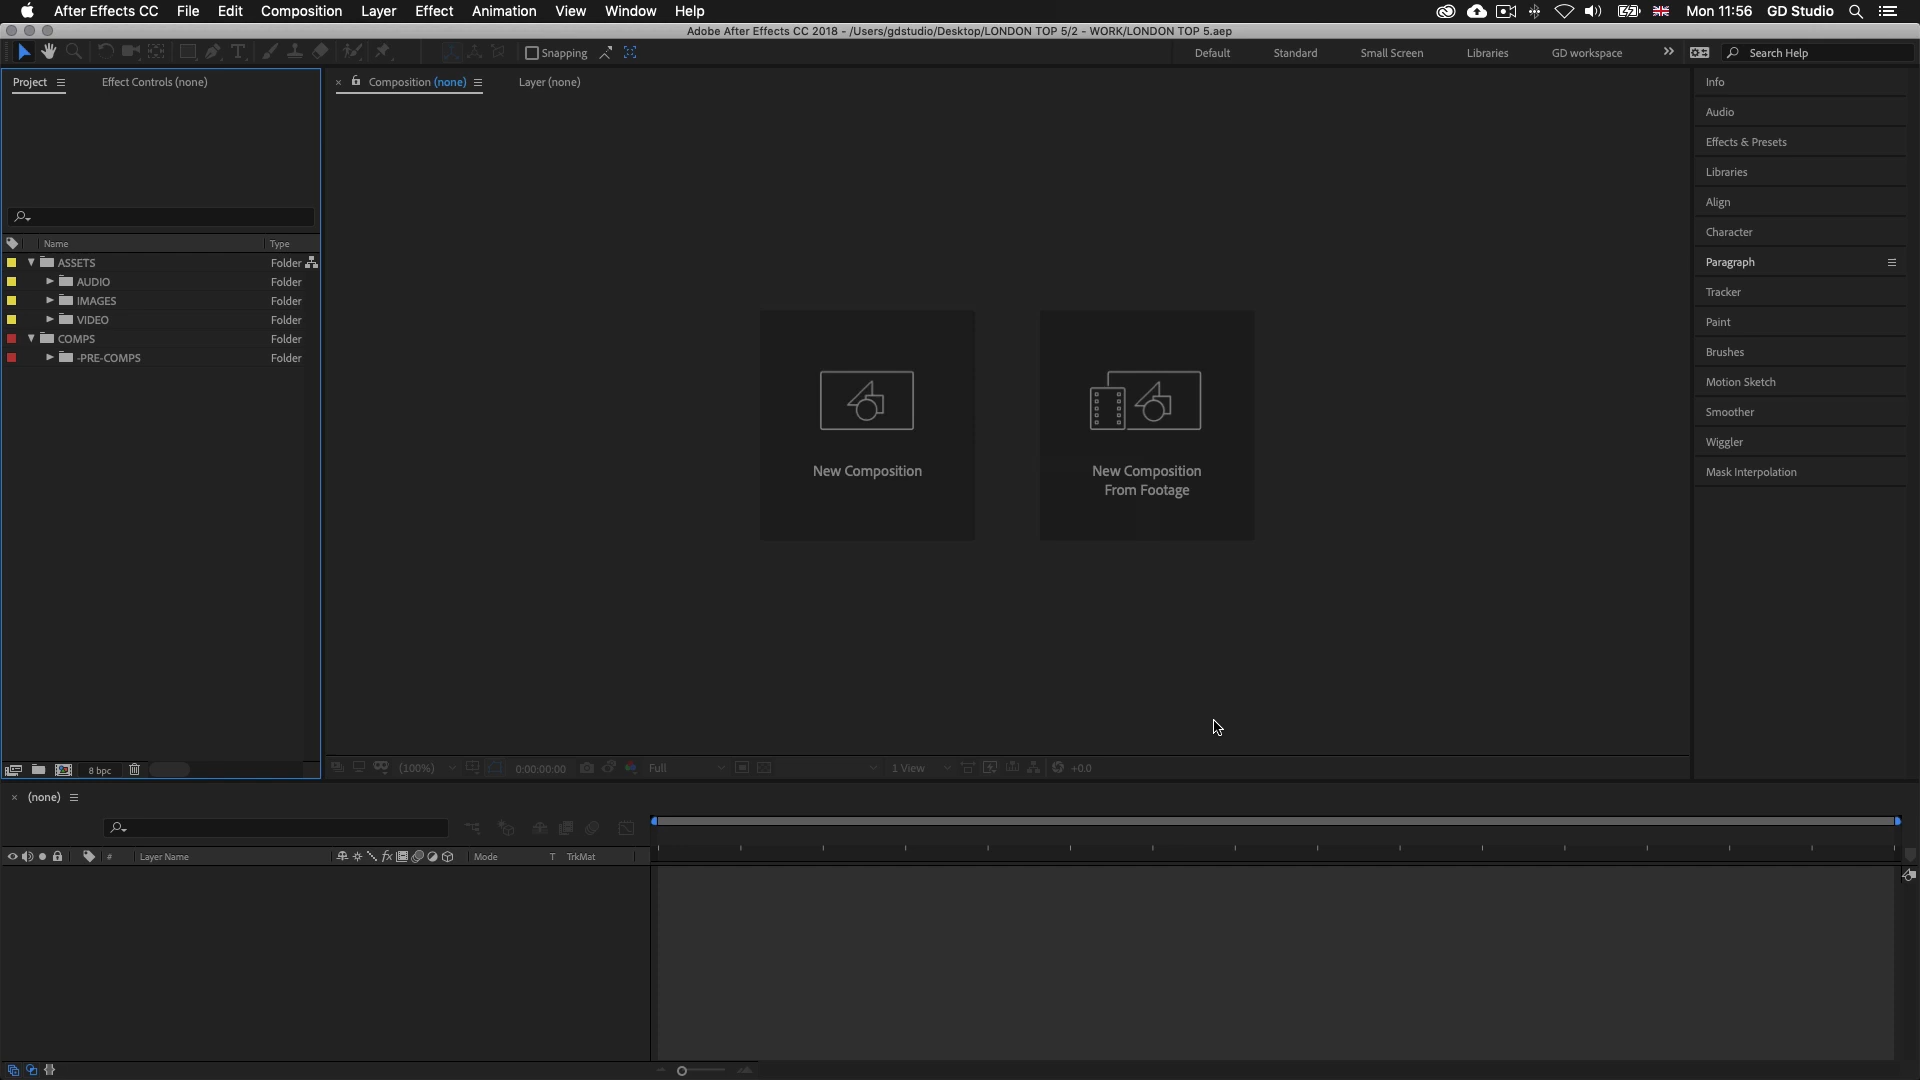 After Effects CC File Edit Composition Layer Effect Animation View Window Help Mon 11:56 GD Studio
Adobe After Effects CC 2018 - /Users/gdstudio/Desktop/LONDON TOP 5/2 - WORK/LONDON TOP 5.aep
Snapping Default Standard Small Screen Libraries GD workspace Search Help
Project Effect Controls (none) Composition (none) Layer (none)
Info
Audio
Effects & Presets
Libraries
Align
Character
Paragraph
Tracker
Paint
Brushes
Motion Sketch
Smoother
Wiggler
Mask Interpolation
Name Type
ASSETS Folder
AUDIO Folder
IMAGES Folder
VIDEO Folder
COMPS Folder
-PRE-COMPS Folder
New Composition
New Composition
From Footage
8 bpc
(100%) 0:00:00:00 Full 1 View +0.0
(none)
# Layer Name fx Mode T TrkMat